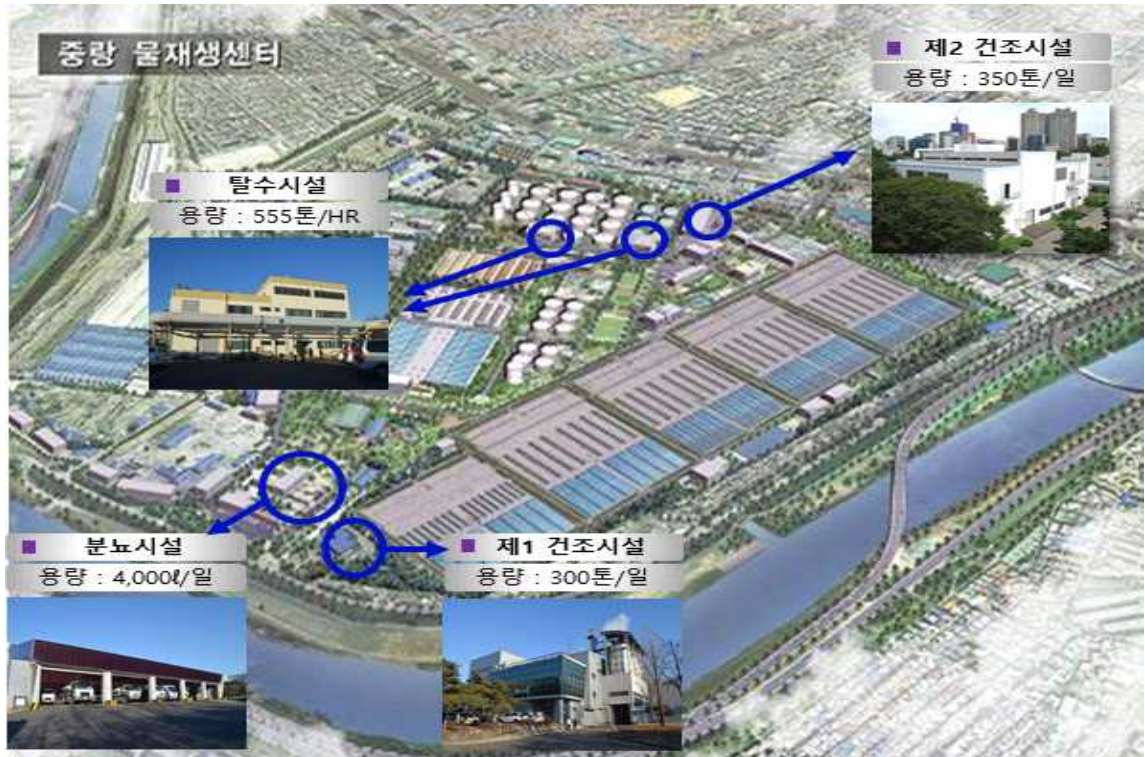 중랑 물재생센터
■ 제2 건조시설
용량 : 350톤/일
■ 탈수시설
용량 : 555톤/HR
■ 분뇨시설
용량 : 4,000ℓ/일
■ 제1 건조시설
용량 : 300톤/일